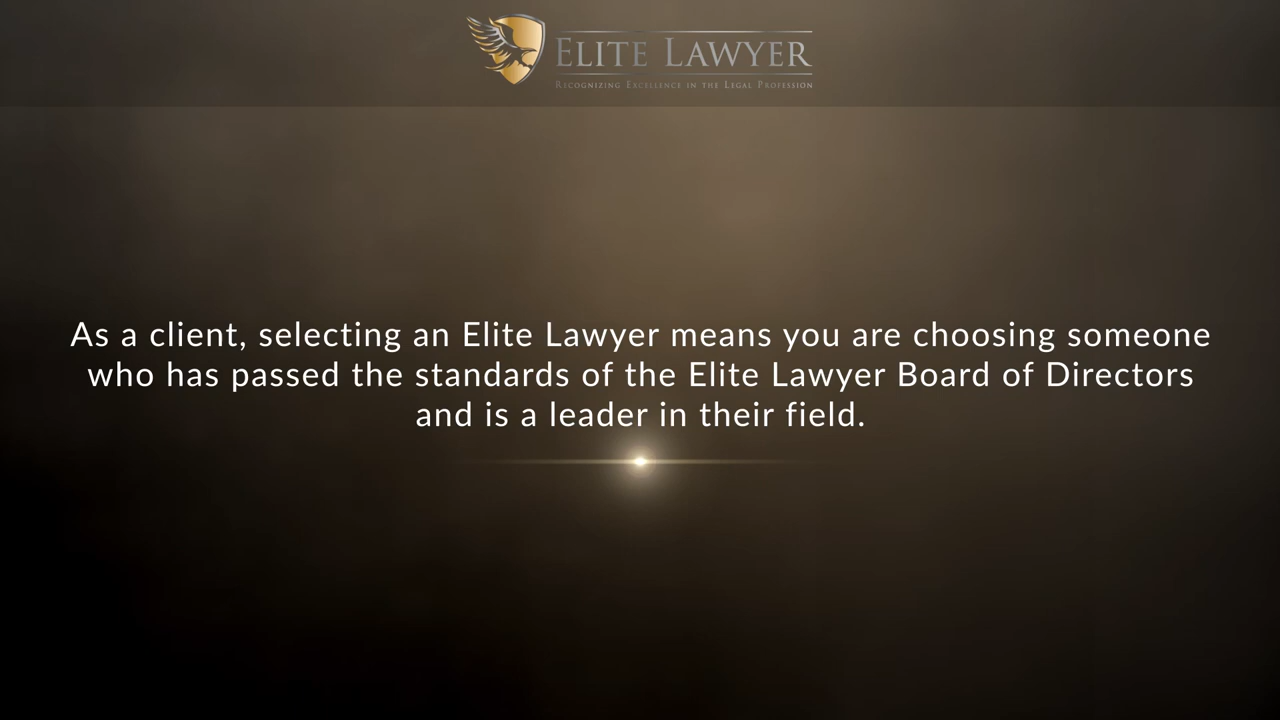 ELITE LAWYER
RECOGNIZING EXCELLENCE IN THE LEGAL PROFESSION
As a client, selecting an Elite Lawyer means you are choosing someone
who has passed the standards of the Elite Lawyer Board of Directors
and is a leader in their field.